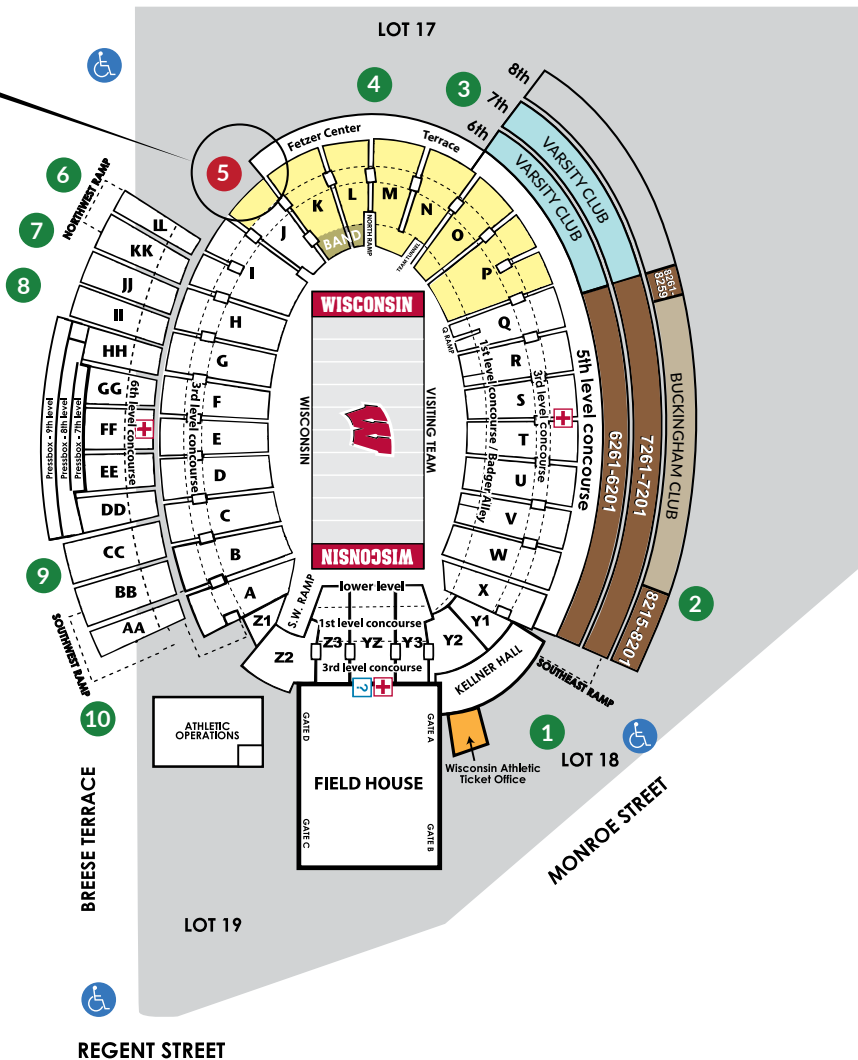 LOT 17
8th
7th
6th
4
3
Fetzer Center
Terrace
5
6
NORTHWEST RAMP
7
8
VARSITY CLUB
VARSITY CLUB
LL
KK
JJ
II
HH
GG
FF
EE
DD
CC
BB
AA
I
J
K
L
M
N
O
P
BAND
NORTH RAMP
TEAM TUNNEL
8261-
8259
H
G
F
E
D
C
B
A
Q
R
S
T
U
V
W
X
Q RAMP
WISCONSIN
WISCONSIN
VISITING TEAM
W
WISCONSIN
Pressbox - 9th level
Pressbox - 8th level
Pressbox - 7th level
6th level concourse
3rd level concourse
1st level concourse / Badger Alley
3rd level concourse
5th level concourse
6261-6201
7261-7201
BUCKINGHAM CLUB
8215-8201
9
2
SOUTHWEST RAMP
10
S.W. RAMP
lower level
1st level concourse
Z1
Z2
Z3
YZ
Y3
Y2
Y1
3rd level concourse
?
KELLNER HALL
SOUTHEAST RAMP
ATHLETIC
OPERATIONS
GATE D
GATE A
FIELD HOUSE
GATE C
GATE B
Wisconsin Athletic
Ticket Office
1
LOT 18
MONROE STREET
BREESE TERRACE
LOT 19
REGENT STREET